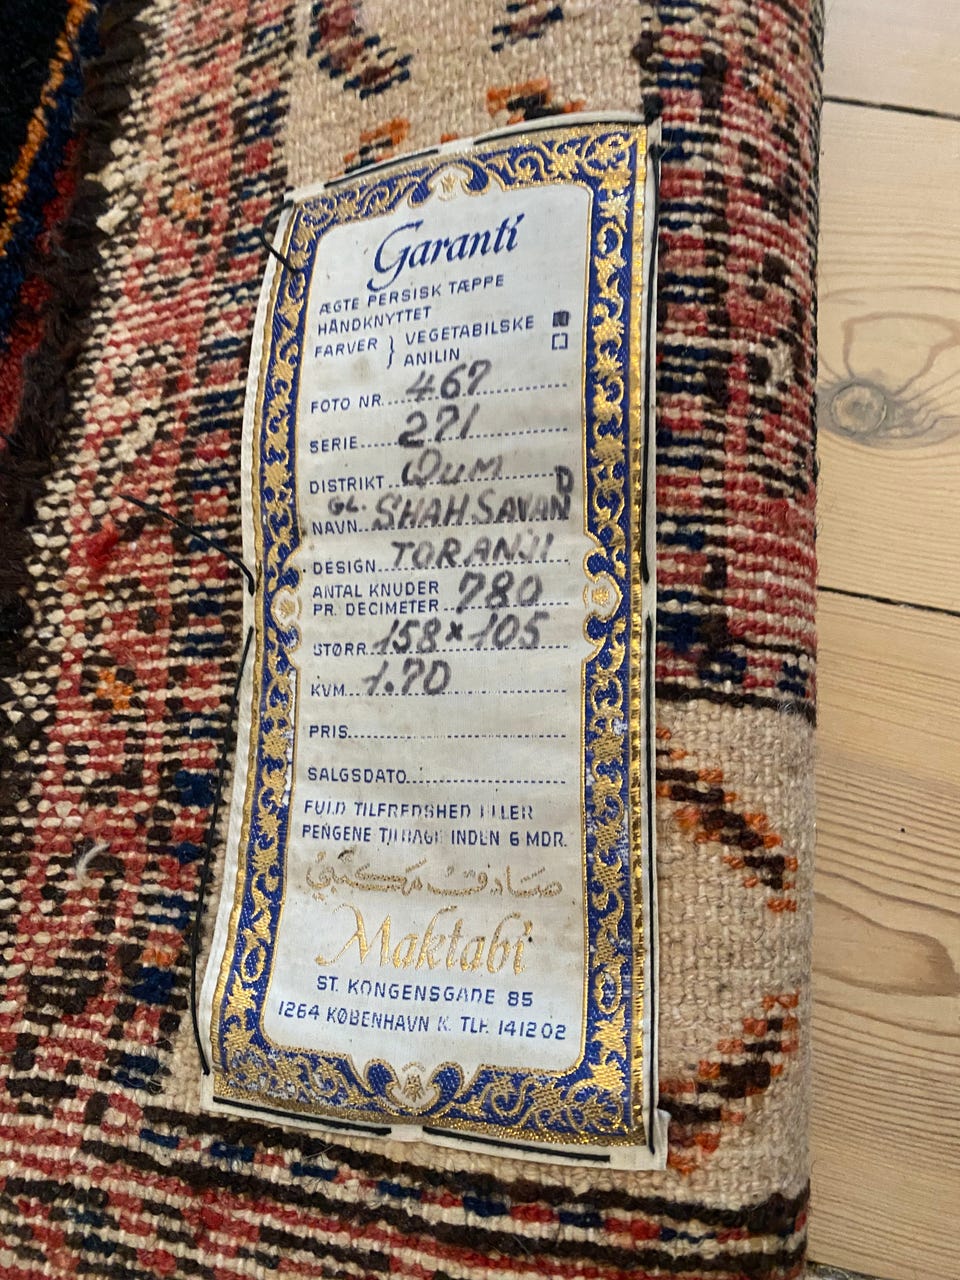 Garanti
ÆGTE PERSISK TÆPPE
HÅNDKNYTTET
FARVER } VEGETABILSKE
ANILIN
FOTO NR. 467
SERIE 271
DISTRIKT QUM D
GL.
NAVN SHAHSAVAN
DESIGN TORANJI
ANTAL KNUDER
PR. DECIMETER 780
STØRR. 158 × 105
KVM 1.70
PRIS
SALGSDATO
FULD TILFREDSHED ELLER
PENGENE TILBAGE INDEN 6 MDR.
صادق مکتبی
Maktabi
ST. KONGENSGADE 85
1264 KØBENHAVN K. TLF. 141202